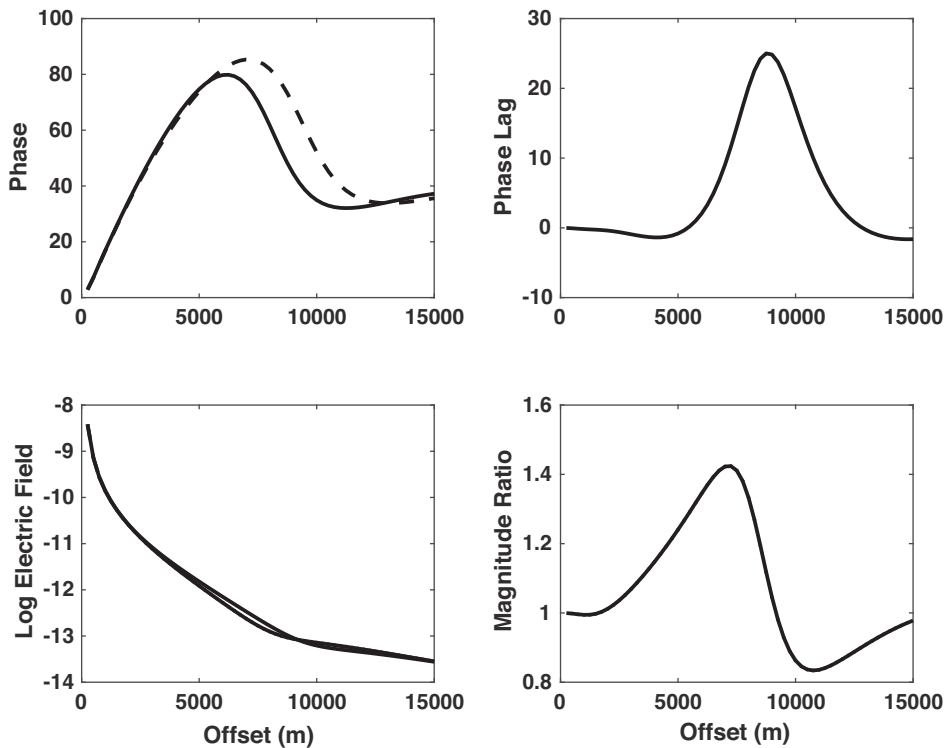 100
80
60
40
20
0
0 5000 10000 15000
Phase
30
20
10
0
-10
0 5000 10000 15000
Phase Lag
-8
-9
-10
-11
-12
-13
-14
0 5000 10000 15000
Log Electric Field
Offset (m)
1.6
1.4
1.2
1
0.8
0 5000 10000 15000
Magnitude Ratio
Offset (m)